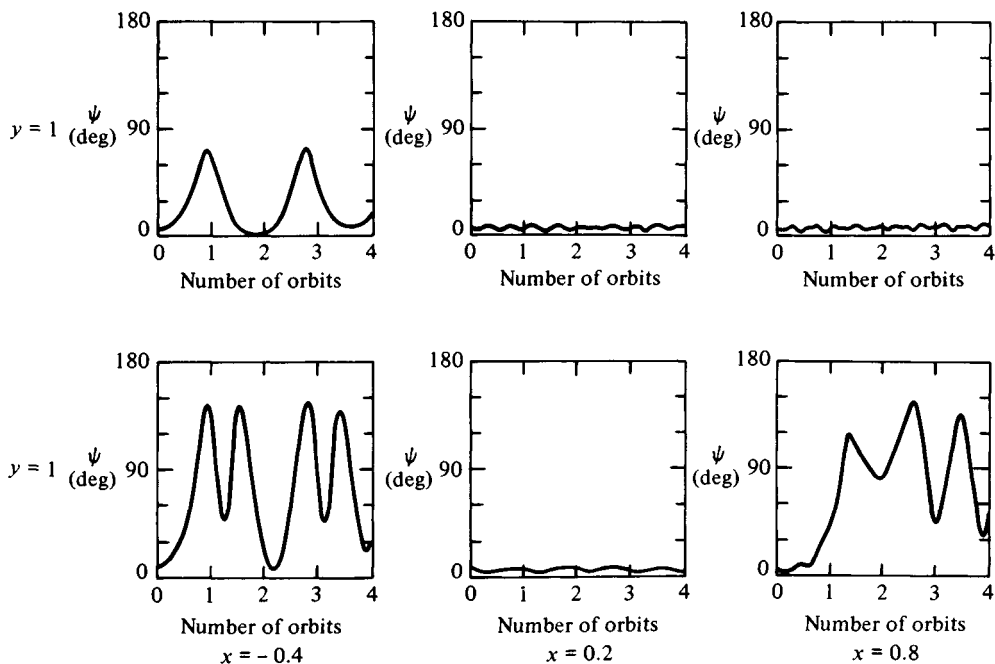 180 180 180
y = 1 ψ (deg) 90 ψ (deg) 90 ψ (deg) 90
0 0 0
0 1 2 3 4 0 1 2 3 4 0 1 2 3 4
Number of orbits Number of orbits Number of orbits
180 180 180
y = 1 ψ (deg) 90 ψ (deg) 90 ψ (deg) 90
0 0 0
0 1 2 3 4 0 1 2 3 4 0 1 2 3 4
Number of orbits Number of orbits Number of orbits
x = - 0.4 x = 0.2 x = 0.8